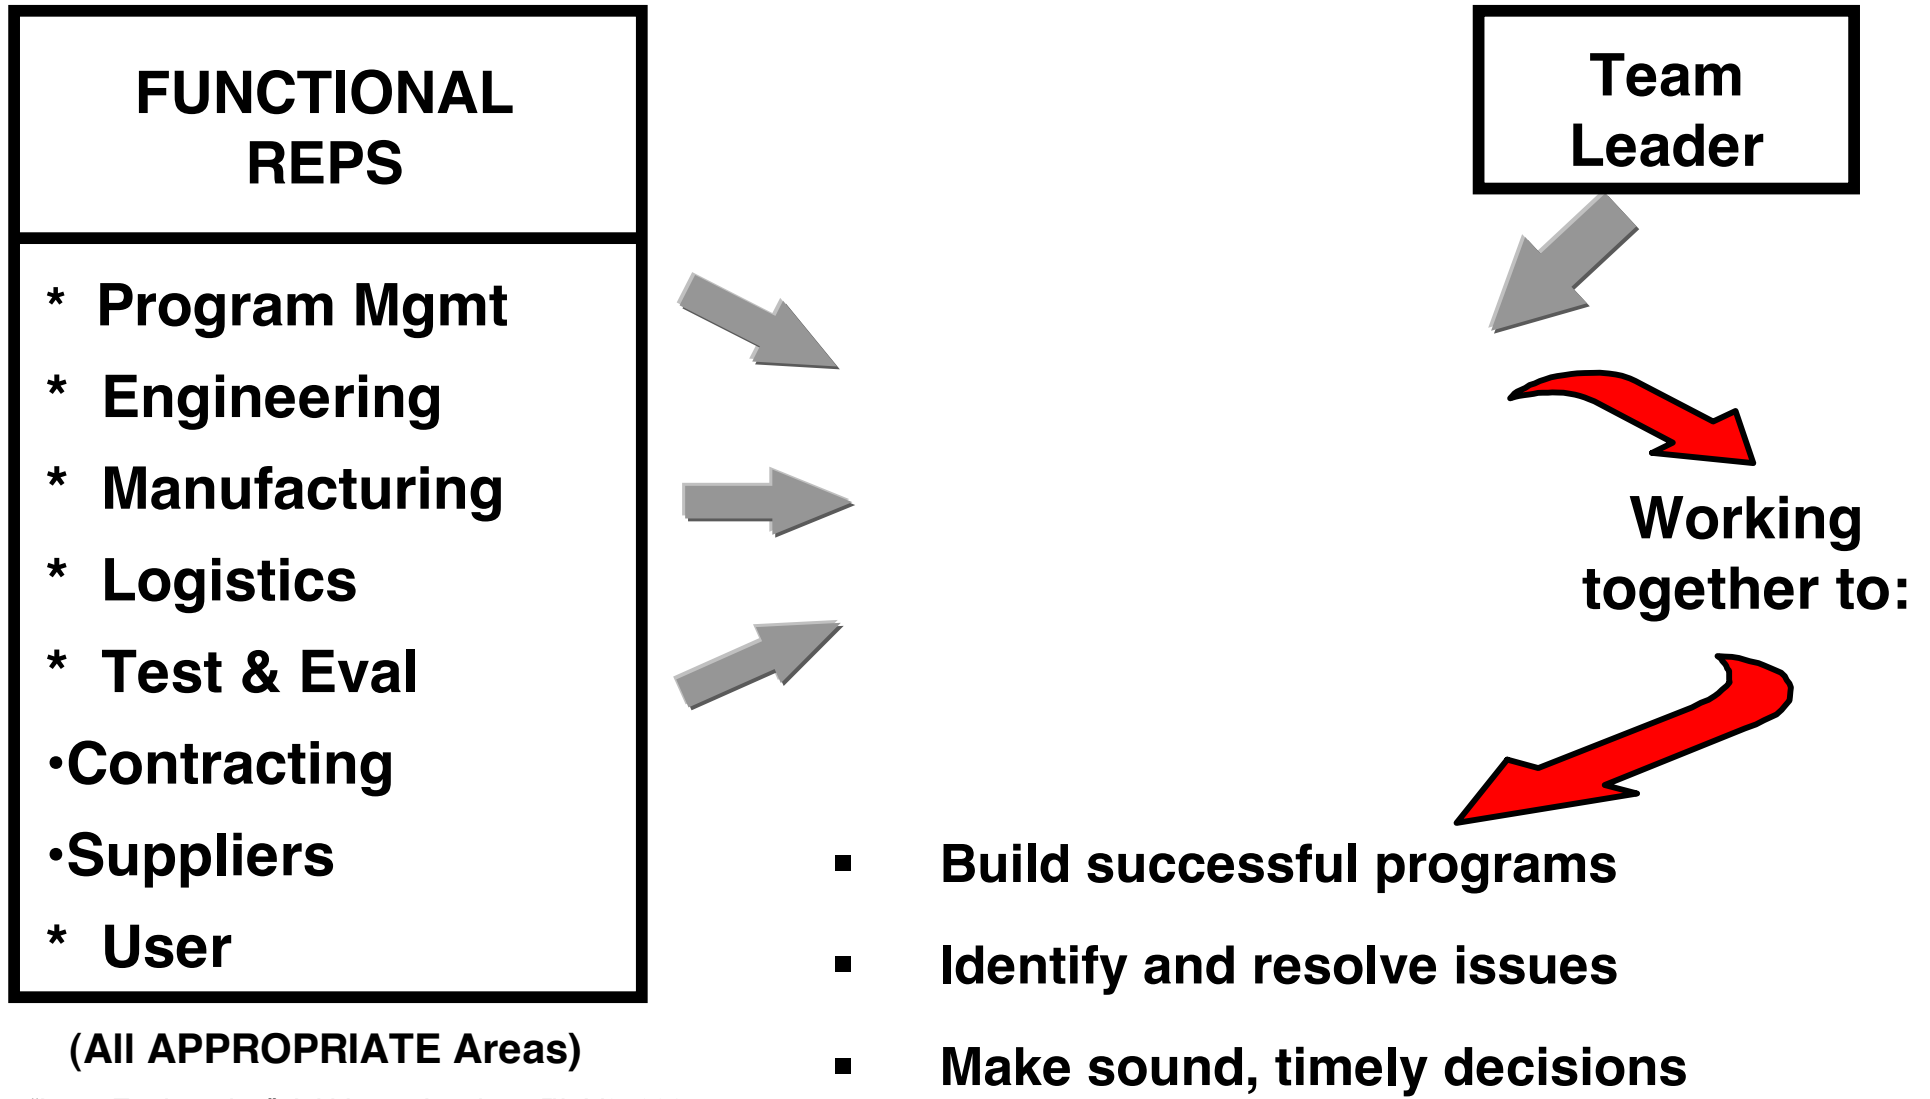 FUNCTIONAL
REPS
* Program Mgmt
* Engineering
* Manufacturing
* Logistics
* Test & Eval
•Contracting
•Suppliers
* User
(All APPROPRIATE Areas)
Team
Leader
Working
together to:
▪ Build successful programs
▪ Identify and resolve issues
▪ Make sound, timely decisions